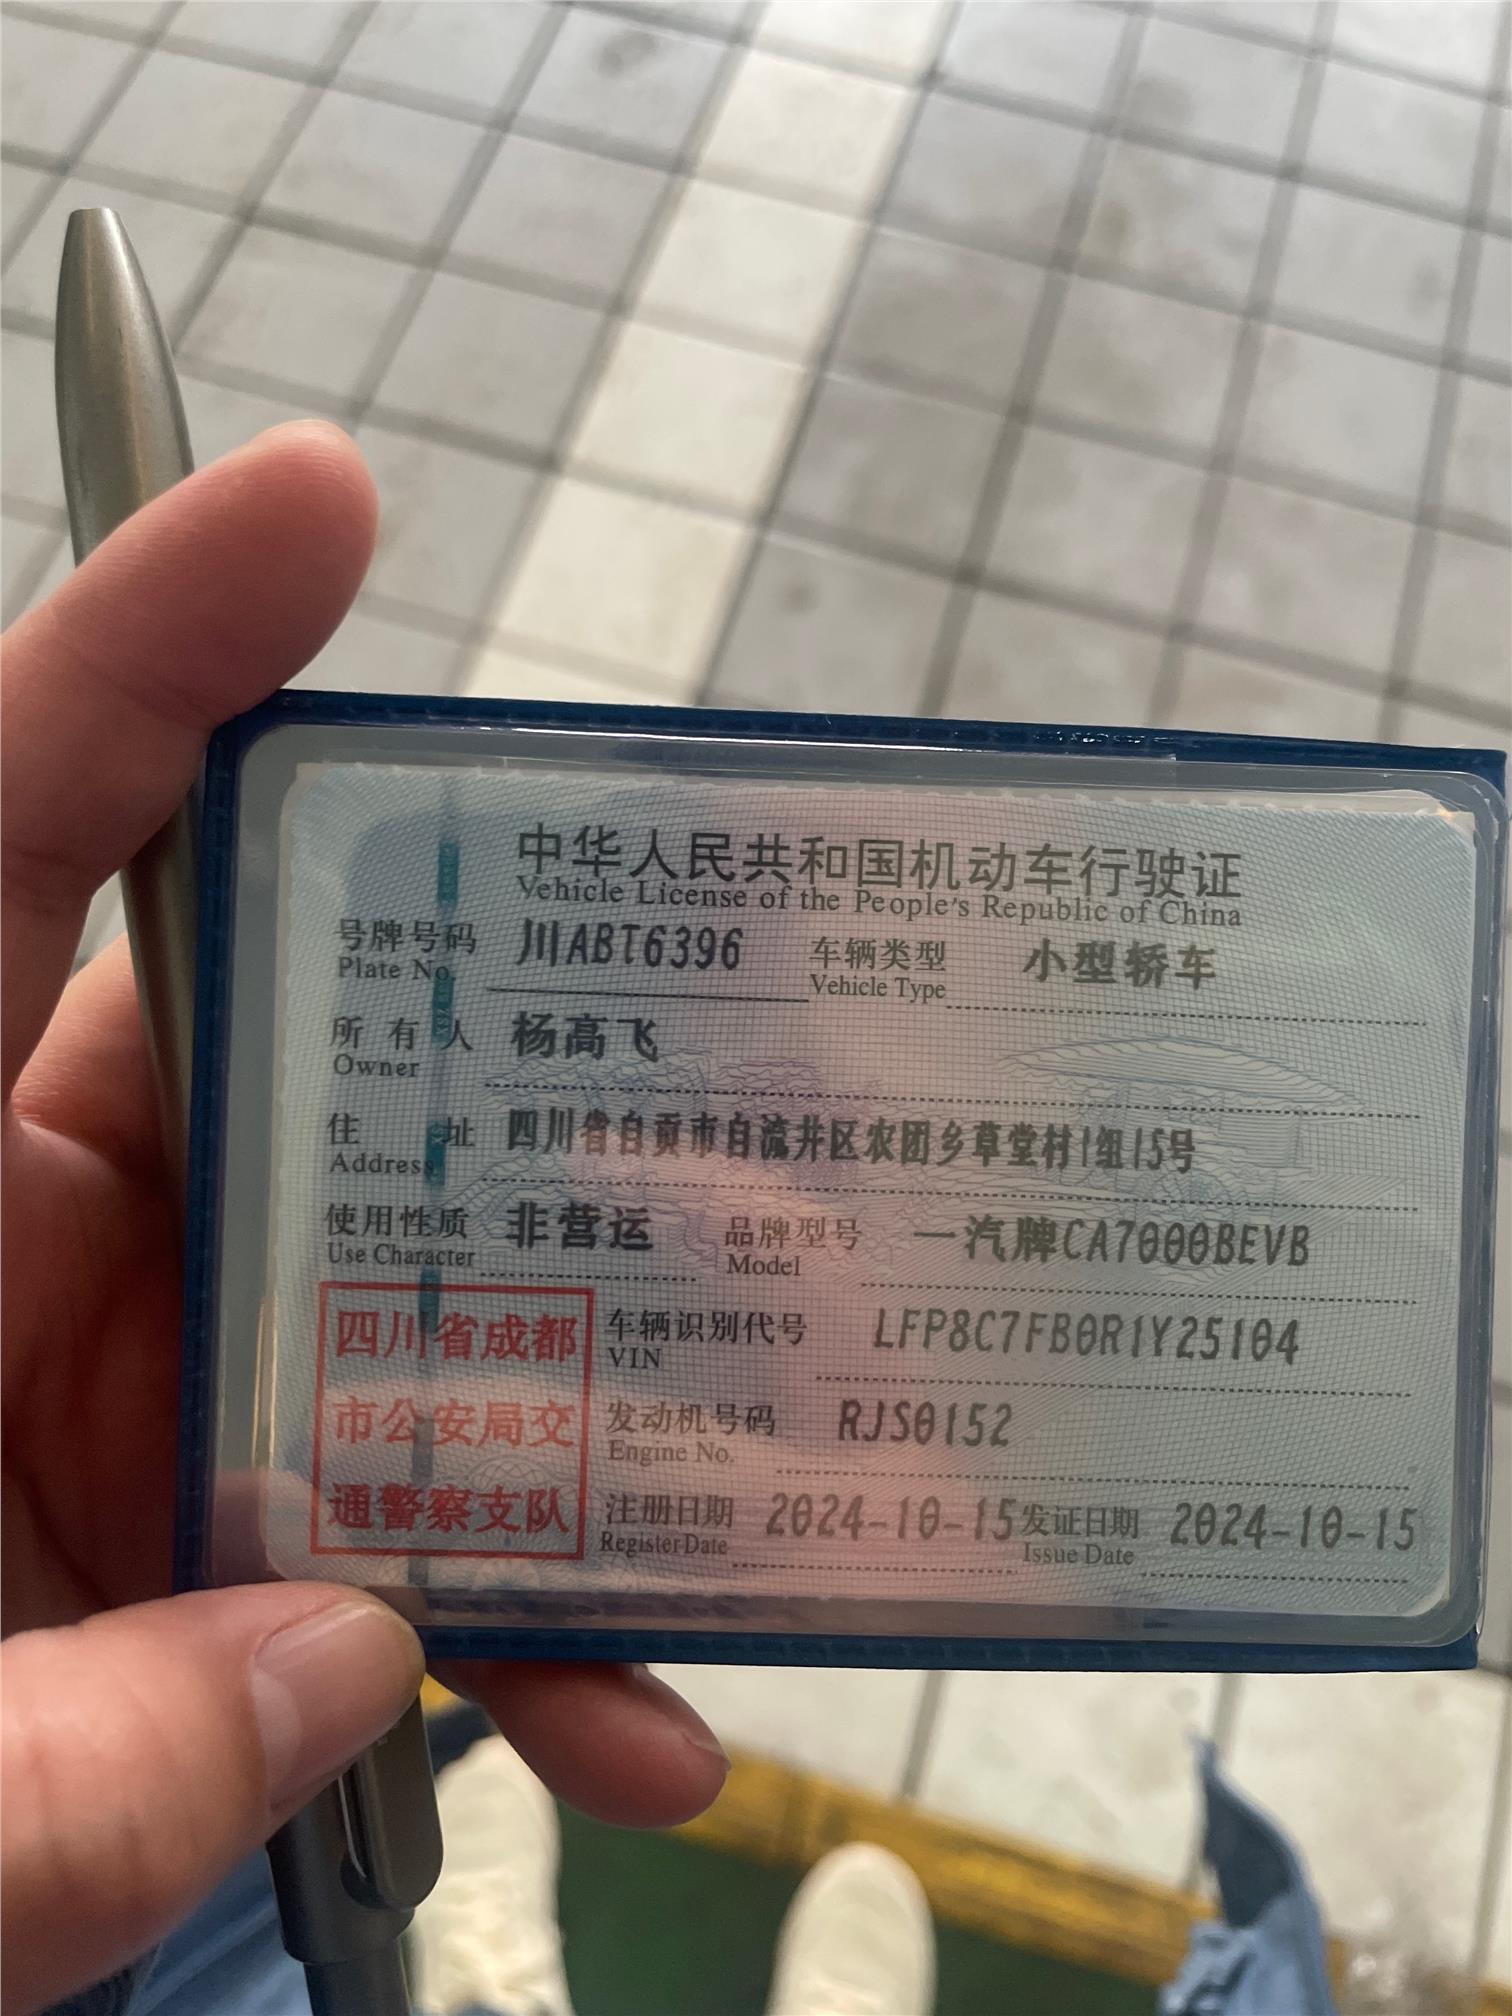 中华人民共和国机动车行驶证
Vehicle License of the People's Republic of China
号牌号码 川ABT6396 车辆类型 小型轿车
Plate No. Vehicle Type
所有人 杨高飞
Owner
住址 四川省自贡市自流井区农团乡草堂村1组15号
Address
使用性质 非营运 品牌型号 一汽牌CA7000BEVB
Use Character Model
四川省成都
市公安局交
通警察支队
车辆识别代号 LFP8C7FB0R1Y25104
VIN
发动机号码 RJS0152
Engine No.
注册日期 2024-10-15 发证日期 2024-10-15
Register Date Issue Date